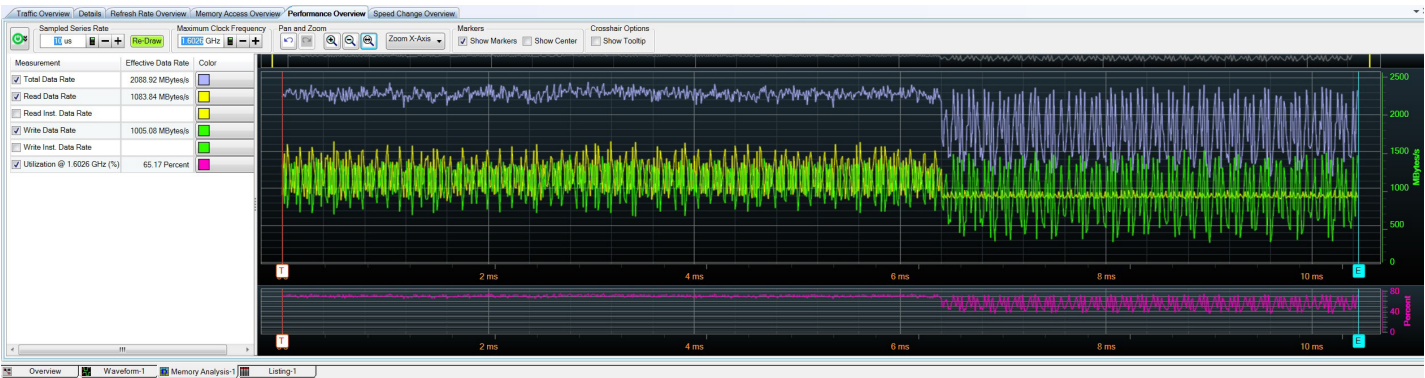 Traffic Overview Details Refresh Rate Overview Memory Access Overview Performance Overview Speed Change Overview
Sampled Series Rate Maximum Clock Frequency Pan and Zoom Markers Crosshair Options
10 us Re-Draw 1.6026 GHz Zoom X-Axis Show Markers Show Center Show Tooltip
Measurement Effective Data Rate Color
Total Data Rate 2088.92 MBytes/s
Read Data Rate 1083.84 MBytes/s
Read Inst. Data Rate
Write Data Rate 1005.08 MBytes/s
Write Inst. Data Rate
Utilization @ 1.6026 GHz (%) 65.17 Percent
2500
2000
1500
1000
500
0
MBytes/s
T 2 ms 4 ms 6 ms 8 ms 10 ms E
80
40
0
Percent
T 2 ms 4 ms 6 ms 8 ms 10 ms E
Overview Waveform-1 Memory Analysis-1 Listing-1